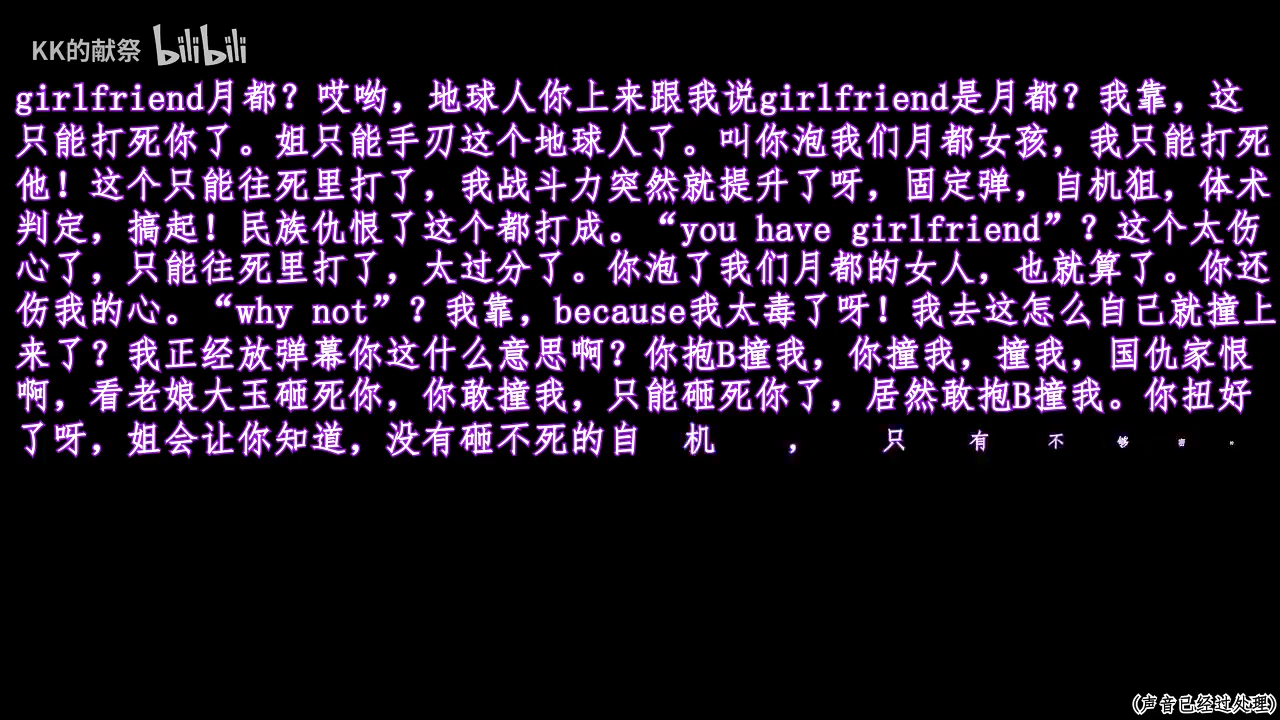 KK的献祭 bilibili
girlfriend月都？哎哟，地球人你上来跟我说girlfriend是月都？我靠，这
只能打死你了。姐只能手刃这个地球人了。叫你泡我们月都女孩，我只能打死
他！这个只能往死里打了，我战斗力突然就提升了呀，固定弹，自机狙，体术
判定，搞起！民族仇恨了这个都打成。“you have girlfriend”？这个太伤
心了，只能往死里打了，太过分了。你泡了我们月都的女人，也就算了。你还
伤我的心。“why not”？我靠，because我太毒了呀！我去这怎么自己就撞上
来了？我正经放弹幕你这什么意思啊？你抱B撞我，你撞我，撞我，国仇家恨
啊，看老娘大玉砸死你，你敢撞我，只能砸死你了，居然敢抱B撞我。你扭好
了呀，姐会让你知道，没有砸不死的自机，只有不够
(声音已经过处理)